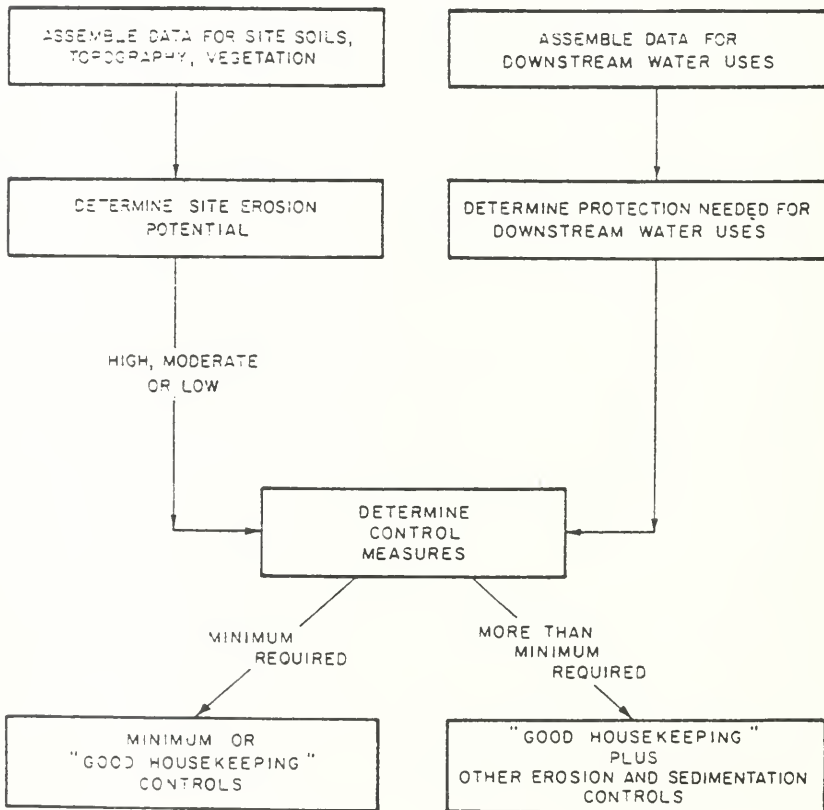 ASSEMBLE DATA FOR SITE SOILS,
TOPOGRAPHY, VEGETATION
ASSEMBLE DATA FOR
DOWNSTREAM WATER USES
DETERMINE SITE EROSION
POTENTIAL
DETERMINE PROTECTION NEEDED FOR
DOWNSTREAM WATER USES
HIGH, MODERATE
OR LOW
DETERMINE
CONTROL
MEASURES
MINIMUM
REQUIRED
MORE THAN
MINIMUM
REQUIRED
MINIMUM OR
"GOOD HOUSEKEEPING"
CONTROLS
"GOOD HOUSEKEEPING"
PLUS
OTHER EROSION AND SEDIMENTATION
CONTROLS